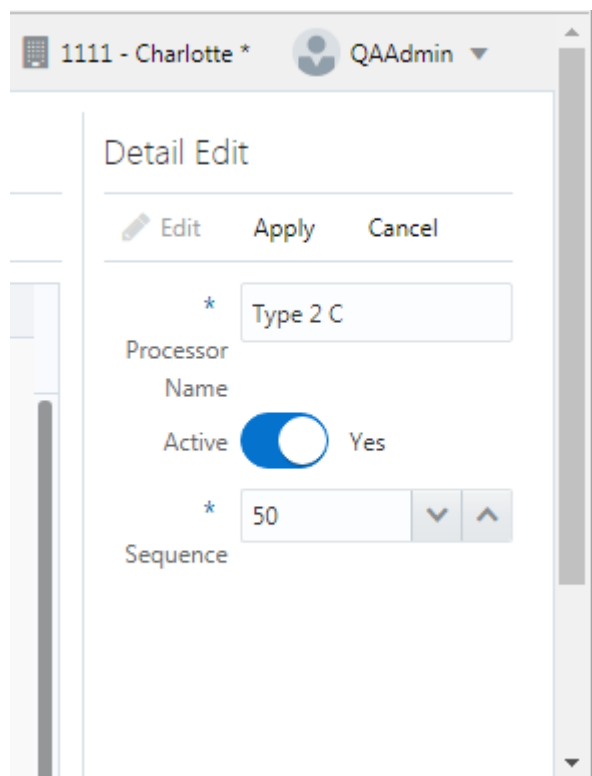 1111 - Charlotte * QAAdmin
Detail Edit
Edit Apply Cancel
* Type 2 C
Processor
Name
Active Yes
* 50
Sequence